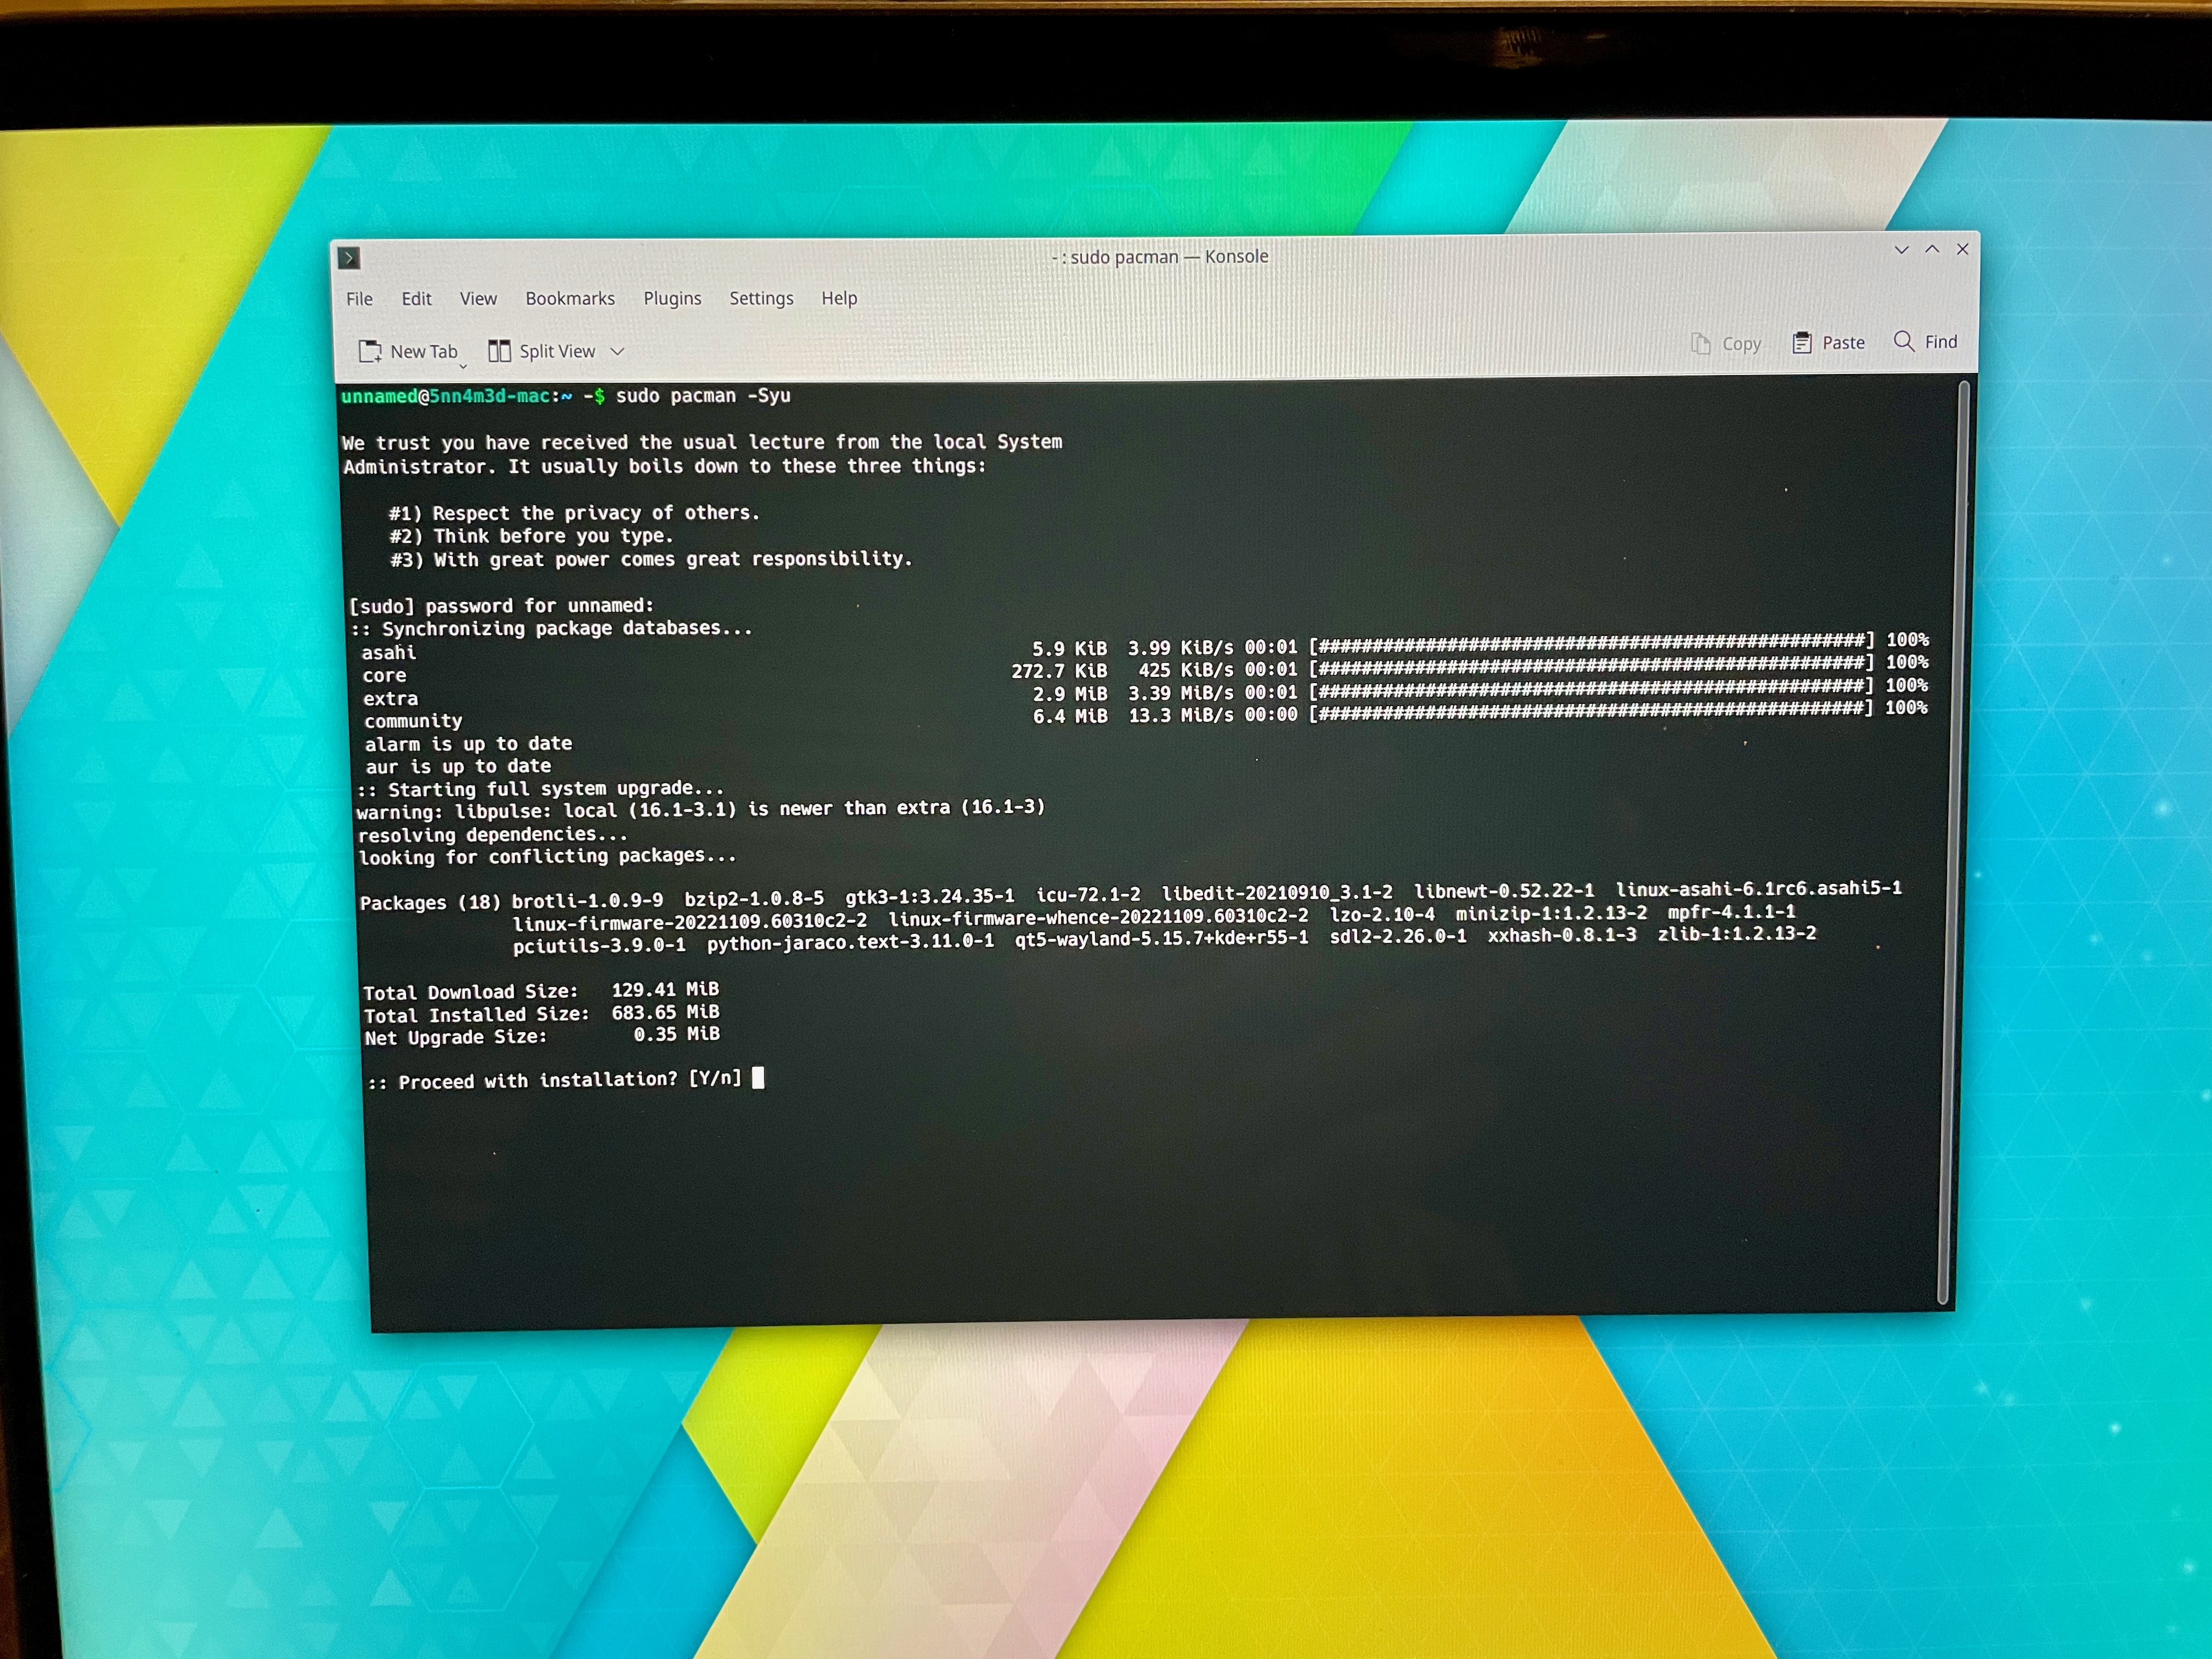 - : sudo pacman — Konsole
File Edit View Bookmarks Plugins Settings Help
New Tab Split View Copy Paste Find
unnamed@5nn4m3d-mac:~ -$ sudo pacman -Syu
We trust you have received the usual lecture from the local System
Administrator. It usually boils down to these three things:
#1) Respect the privacy of others.
#2) Think before you type.
#3) With great power comes great responsibility.
[sudo] password for unnamed:
:: Synchronizing package databases...
asahi 5.9 KiB 3.99 KiB/s 00:01 [###################################################] 100%
core 272.7 KiB 425 KiB/s 00:01 [###################################################] 100%
extra 2.9 MiB 3.39 MiB/s 00:01 [###################################################] 100%
community 6.4 MiB 13.3 MiB/s 00:00 [###################################################] 100%
alarm is up to date
aur is up to date
:: Starting full system upgrade...
warning: libpulse: local (16.1-3.1) is newer than extra (16.1-3)
resolving dependencies...
looking for conflicting packages...
Packages (18) brotli-1.0.9-9 bzip2-1.0.8-5 gtk3-1:3.24.35-1 icu-72.1-2 libedit-20210910_3.1-2 libnewt-0.52.22-1 linux-asahi-6.1rc6.asahi5-1
linux-firmware-20221109.60310c2-2 linux-firmware-whence-20221109.60310c2-2 lzo-2.10-4 minizip-1:1.2.13-2 mpfr-4.1.1-1
pciutils-3.9.0-1 python-jaraco.text-3.11.0-1 qt5-wayland-5.15.7+kde+r55-1 sdl2-2.26.0-1 xxhash-0.8.1-3 zlib-1:1.2.13-2
Total Download Size: 129.41 MiB
Total Installed Size: 683.65 MiB
Net Upgrade Size: 0.35 MiB
:: Proceed with installation? [Y/n]